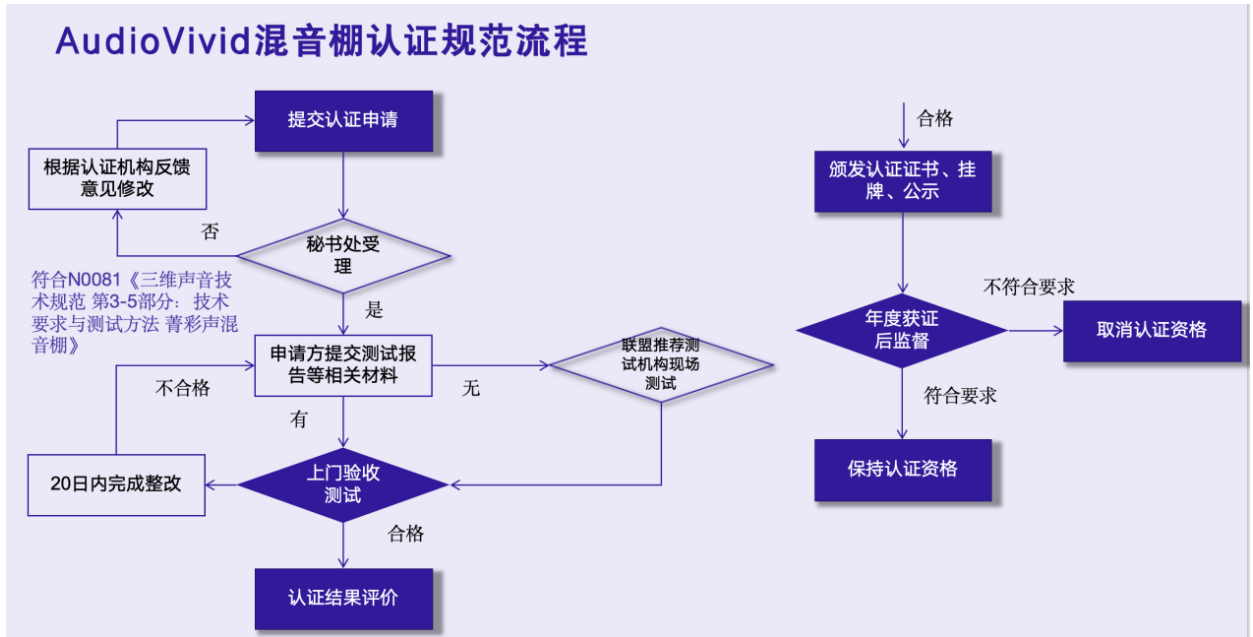 AudioVivid混音棚认证规范流程
提交认证申请
根据认证机构反馈
意见修改
否
秘书处受
理
符合N0081《三维声音技
术规范 第3-5部分：技术
要求与测试方法 菁彩声混
音棚》
是
申请方提交测试报
告等相关材料
不合格
无
联盟推荐测
试机构现场
测试
有
20日内完成整改
上门验收
测试
合格
认证结果评价
合格
颁发认证证书、挂
牌、公示
年度获证
后监督
不符合要求
取消认证资格
符合要求
保持认证资格